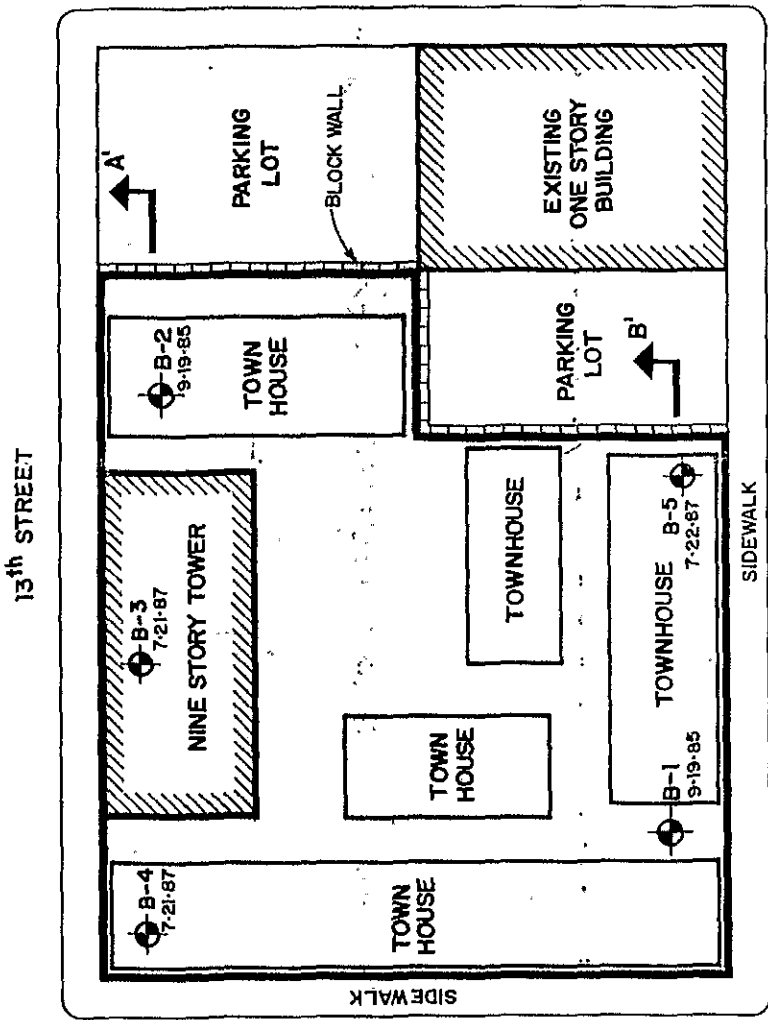 13th STREET
A'
PARKING
LOT
BLOCK WALL
EXISTING
ONE STORY
BUILDING
B-2
9-19-85
TOWN
HOUSE
PARKING
LOT
B'
B-3
7-21-87
NINE STORY TOWER
TOWNHOUSE
B-5
7-22-87
TOWNHOUSE
SIDEWALK
TOWN
HOUSE
B-1
9-19-85
B-4
7-21-87
TOWN
HOUSE
SIDEWALK